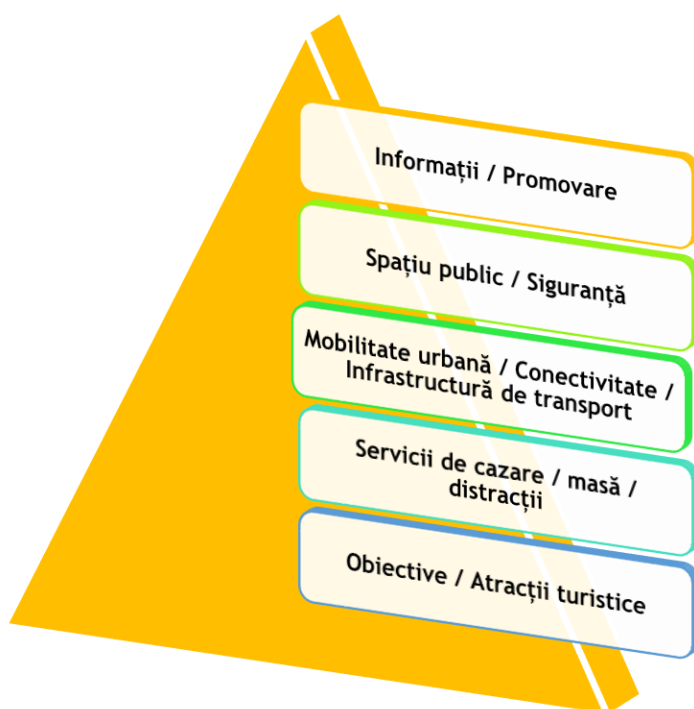 Informații / Promovare
Spațiu public / Siguranță
Mobilitate urbană / Conectivitate /
Infrastructură de transport
Servicii de cazare / masă /
distracții
Obiective / Atracții turistice